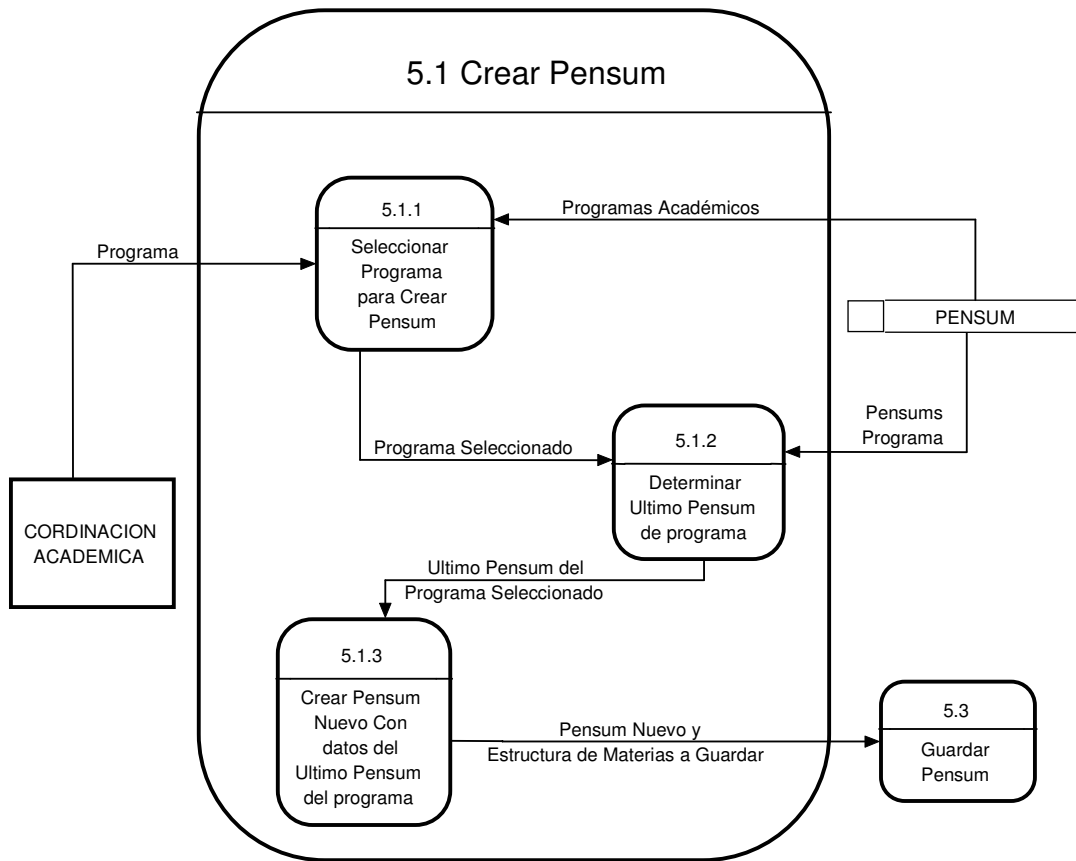 5.1 Crear Pensum
5.1.1
Seleccionar
Programa
para Crear
Pensum
Programas Académicos
Programa
PENSUM
Pensums
Programa
Programa Seleccionado
5.1.2
Determinar
Ultimo Pensum
de programa
CORDINACION
ACADEMICA
Ultimo Pensum del
Programa Seleccionado
5.1.3
Crear Pensum
Nuevo Con
datos del
Ultimo Pensum
del programa
Pensum Nuevo y
Estructura de Materias a Guardar
5.3
Guardar
Pensum